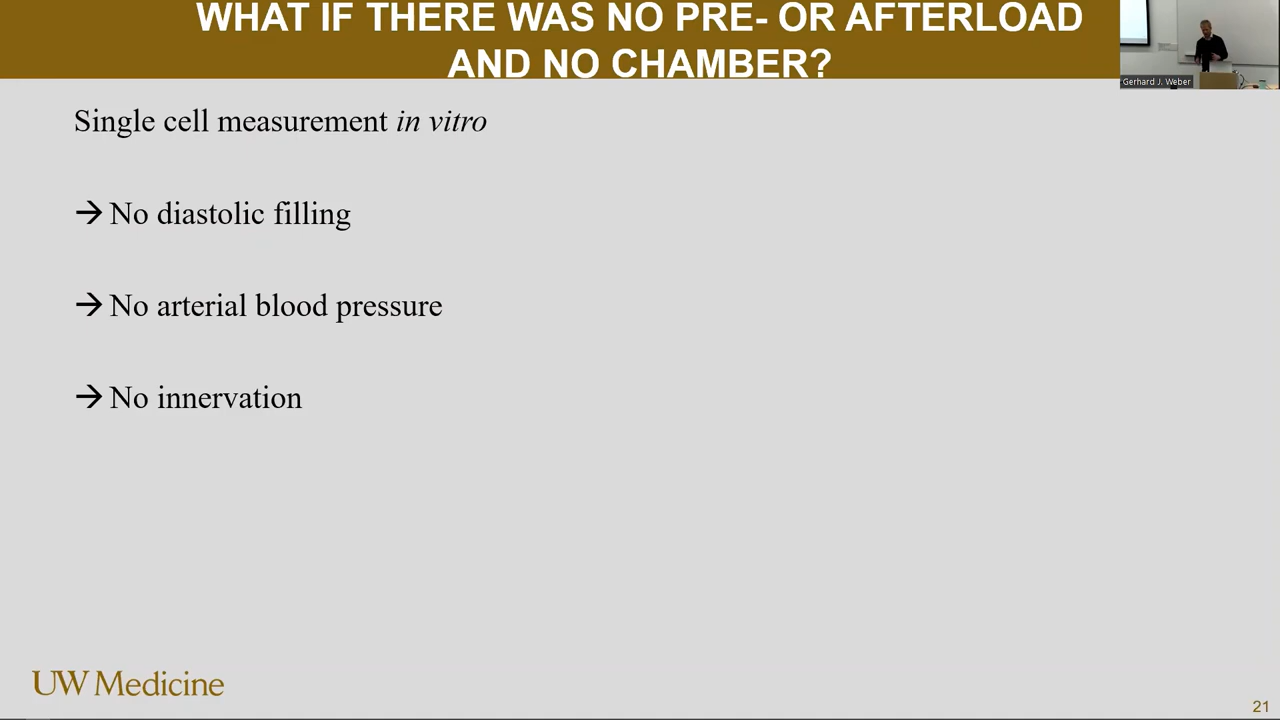 WHAT IF THERE WAS NO PRE- OR AFTERLOAD
AND NO CHAMBER?
Gerhard J. Weber
Single cell measurement in vitro
→ No diastolic filling
→ No arterial blood pressure
→ No innervation
UW Medicine
21